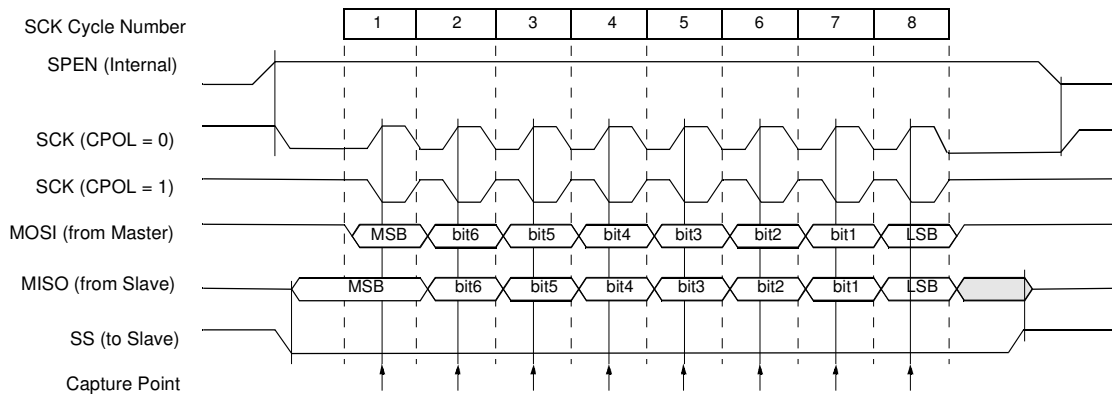 SCK Cycle Number 1 2 3 4 5 6 7 8
SPEN (Internal)
SCK (CPOL = 0)
SCK (CPOL = 1)
MOSI (from Master) MSB bit6 bit5 bit4 bit3 bit2 bit1 LSB
MISO (from Slave) MSB bit6 bit5 bit4 bit3 bit2 bit1 LSB
SS (to Slave)
Capture Point